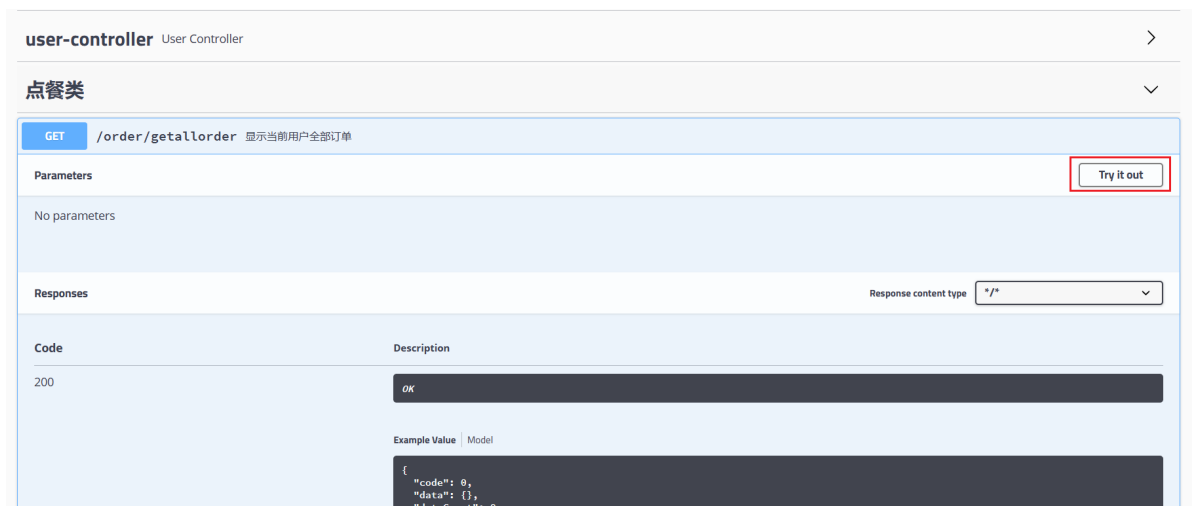 user-controller User Controller
点餐类
GET /order/getallorder 显示当前用户全部订单
Parameters Try it out
No parameters
Responses Response content type */*
Code Description
200 OK
Example Value Model
{
"code": 0,
"data": {},